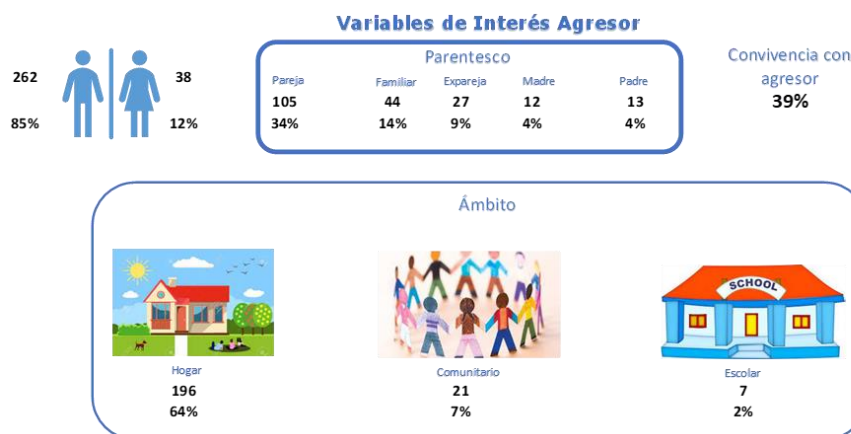 Variables de Interés Agresor
262
38
85%
12%
Parentesco
Pareja Familiar Expareja Madre Padre
105 44 27 12 13
34% 14% 9% 4% 4%
Convivencia con
agresor
39%
Ámbito
SCHOOL
Hogar Comunitario Escolar
196 21 7
64% 7% 2%